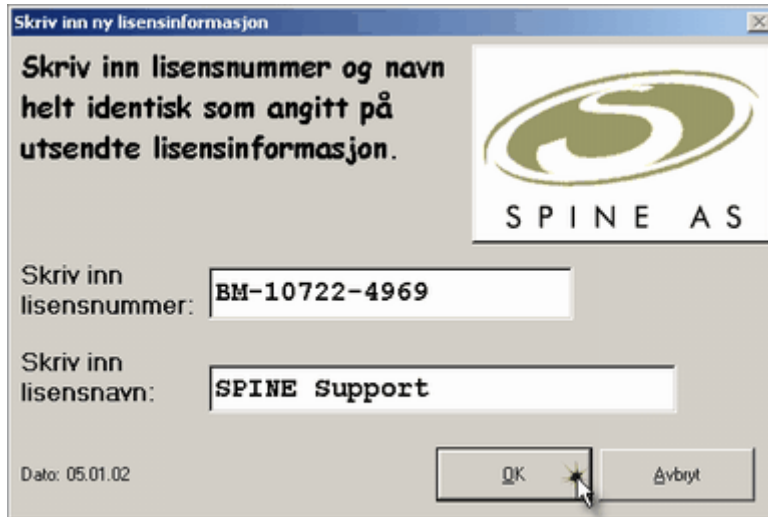 Skriv inn ny lisensinformasjon
Skriv inn lisensnummer og navn
helt identisk som angitt på
utsendte lisensinformasjon.
SPINE AS
Skriv inn
lisensnummer:
BM-10722-4969
Skriv inn
lisensnavn:
SPINE Support
Dato: 05.01.02
OK
Avbryt